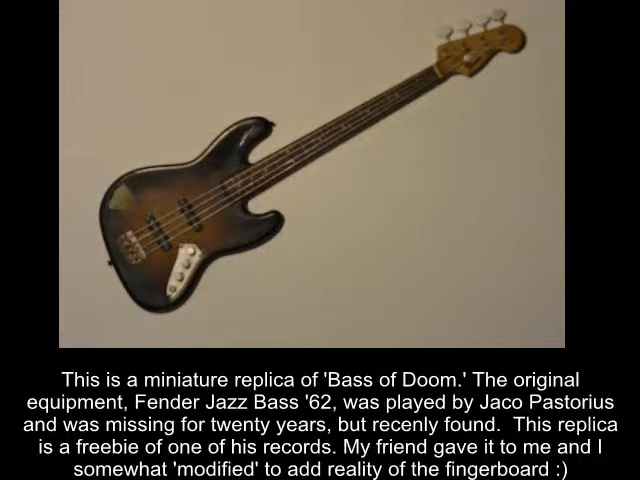 This is a miniature replica of 'Bass of Doom.' The original
equipment, Fender Jazz Bass '62, was played by Jaco Pastorius
and was missing for twenty years, but recenly found.  This replica
is a freebie of one of his records. My friend gave it to me and I
somewhat 'modified' to add reality of the fingerboard :)